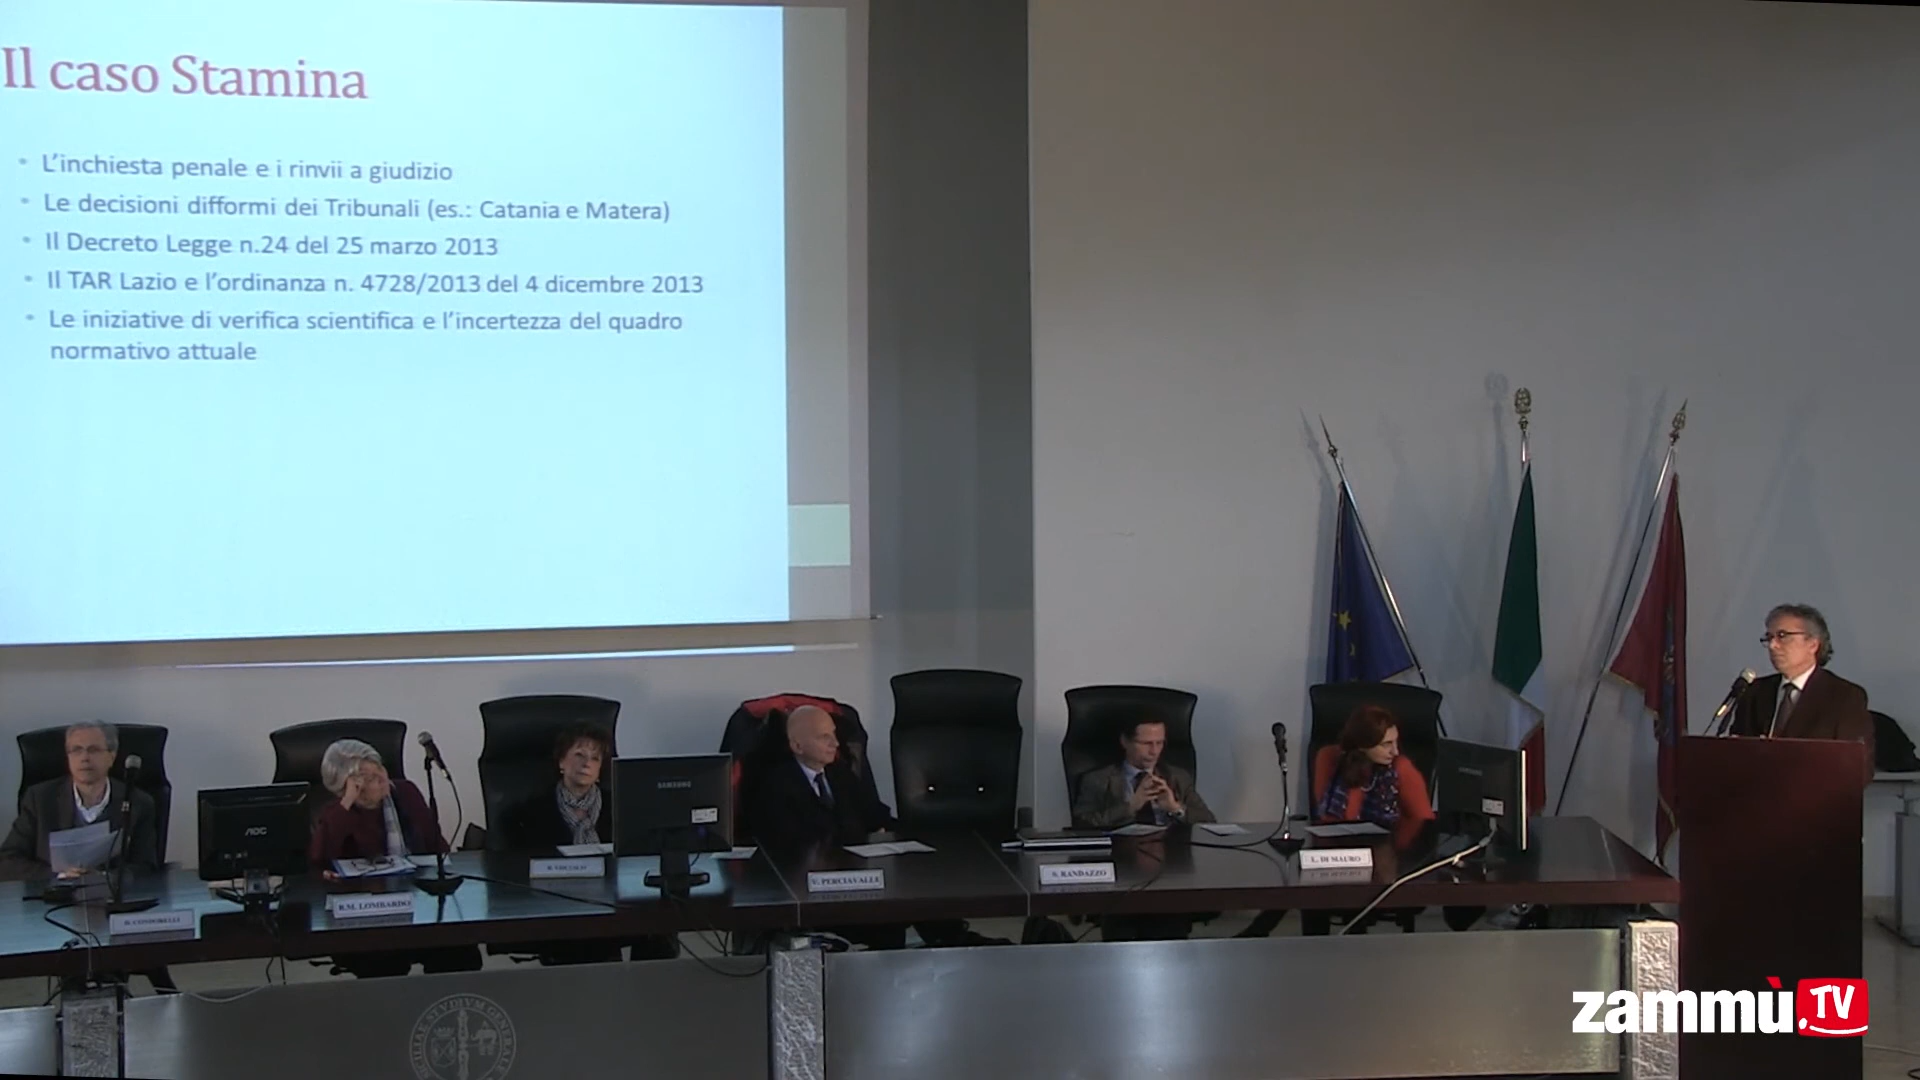 Il caso Stamina
• L'inchiesta penale e i rinvii a giudizio
• Le decisioni difformi dei Tribunali (es.: Catania e Matera)
• Il Decreto Legge n.24 del 25 marzo 2013
• Il TAR Lazio e l'ordinanza n. 4728/2013 del 4 dicembre 2013
• Le iniziative di verifica scientifica e l'incertezza del quadro
normativo attuale
SAMSUNG
AOC
L. DI MAURO
S. RANDAZZO
V. PERCIAVALLE
R.M. LOMBARDO
D. CONDORELLI
zammù.TV